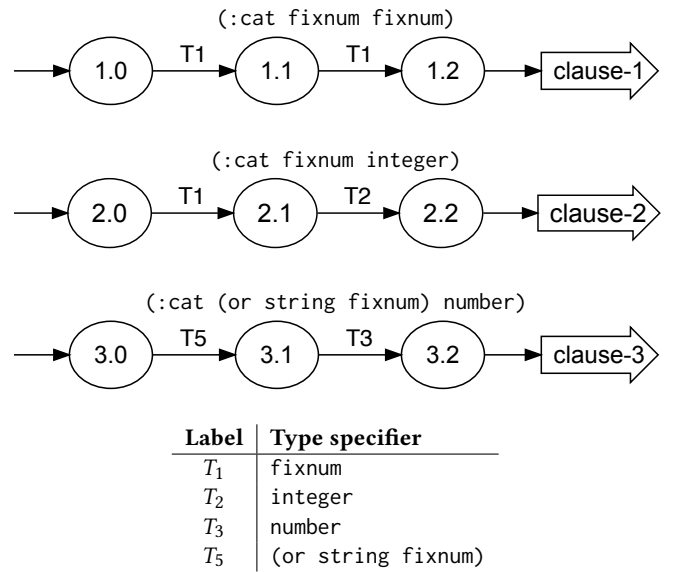 (:cat fixnum fixnum)
1.0 T1 1.1 T1 1.2 clause-1
(:cat fixnum integer)
2.0 T1 2.1 T2 2.2 clause-2
(:cat (or string fixnum) number)
3.0 T5 3.1 T3 3.2 clause-3
Label Type specifier
T1 fixnum
T2 integer
T3 number
T5 (or string fixnum)